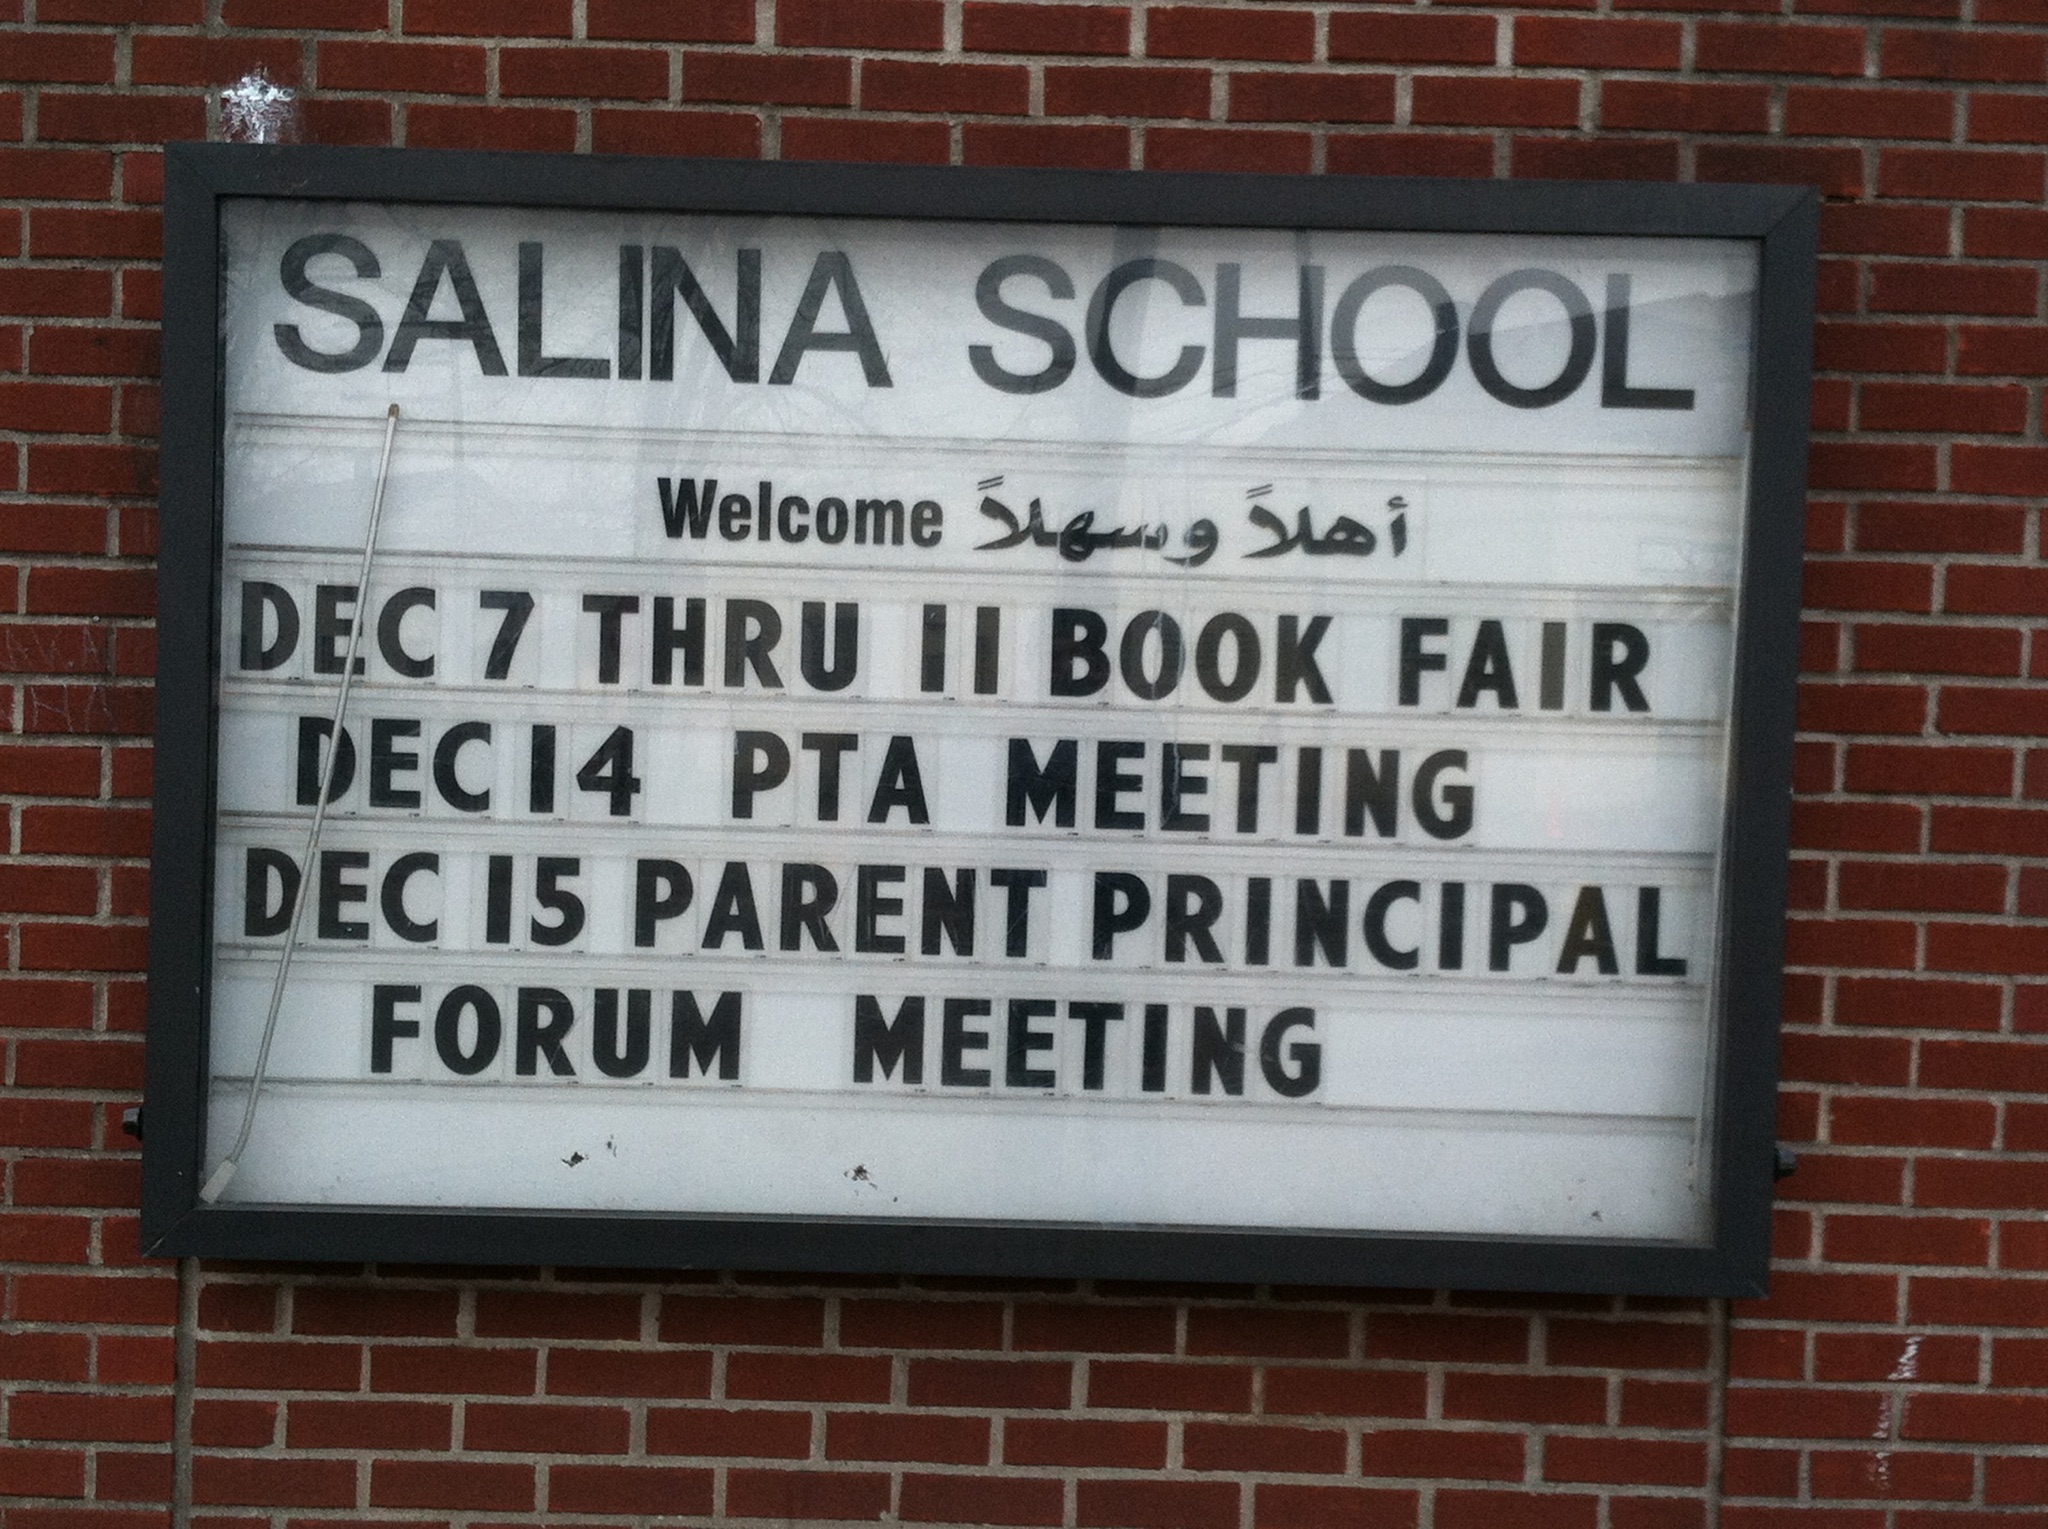 SALINA SCHOOL
Welcome أهلاً وسهلاً
DEC 7 THRU 11 BOOK FAIR
DEC 14 PTA MEETING
DEC 15 PARENT PRINCIPAL
FORUM MEETING